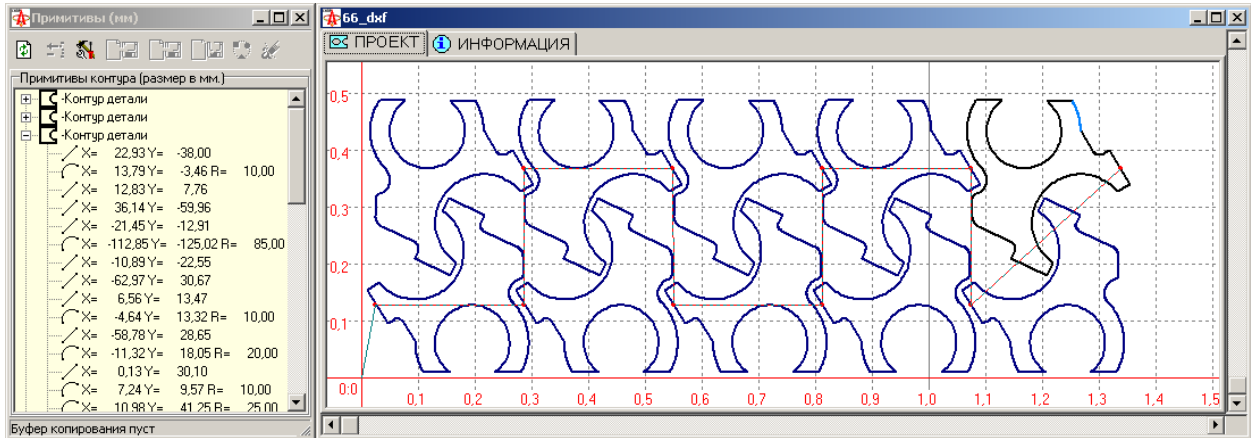 Примитивы (мм)
Примитивы контура (размер в мм.)
-Контур детали
-Контур детали
-Контур детали
X= 22,93 Y= -38,00
X= 13,79 Y= -3,46 R= 10,00
X= 12,83 Y= 7,76
X= 36,14 Y= -59,96
X= -21,45 Y= -12,91
X= -112,85 Y= -125,02 R= 85,00
X= -10,89 Y= -22,55
X= -62,97 Y= 30,67
X= 6,56 Y= 13,47
X= -4,64 Y= 13,32 R= 10,00
X= -58,78 Y= 28,65
X= -11,32 Y= 18,05 R= 20,00
X= 0,13 Y= 30,10
X= 7,24 Y= 9,57 R= 10,00
X= 10,98 Y= 41,25 R= 25,00
Буфер копирования пуст
66_dxf
ПРОЕКТ ИНФОРМАЦИЯ
0,5
0,4
0,3
0,2
0,1
0:0
0,1 0,2 0,3 0,4 0,5 0,6 0,7 0,8 0,9 1,0 1,1 1,2 1,3 1,4 1,5